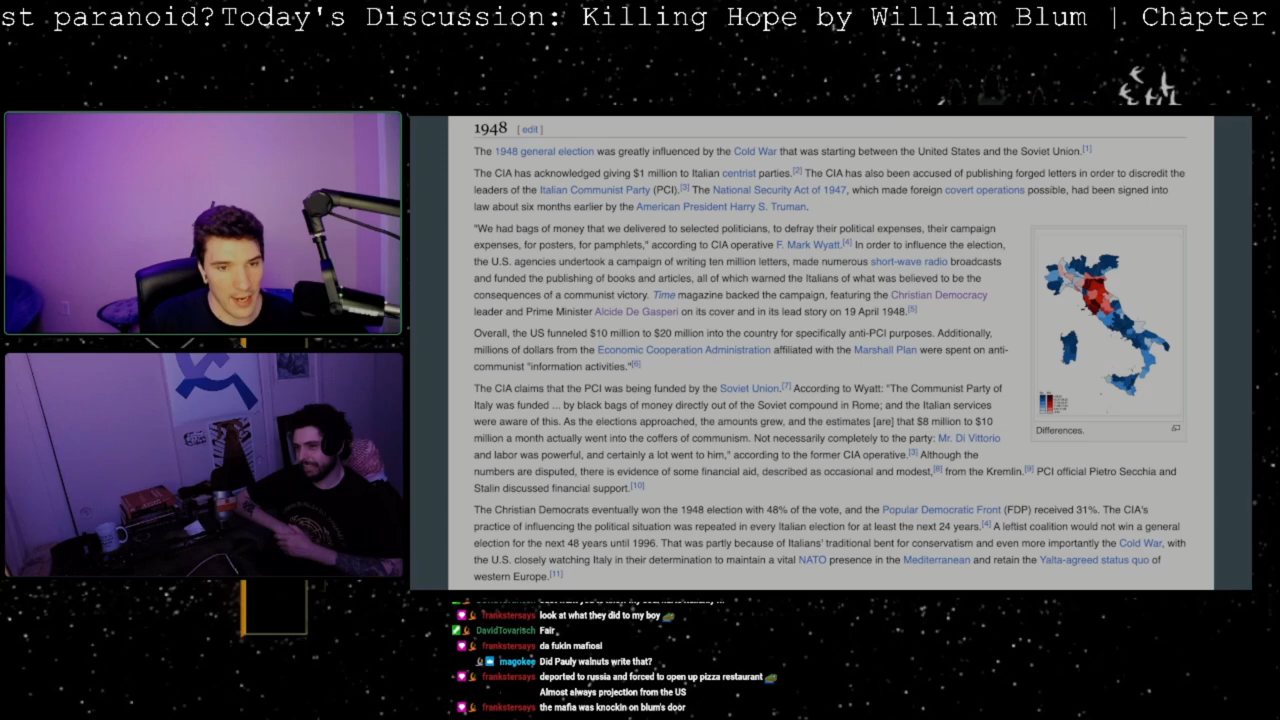 st paranoid?Today's Discussion: Killing Hope by William Blum | Chapter
1948 [ edit ]
The 1948 general election was greatly influenced by the Cold War that was starting between the United States and the Soviet Union.[1]
The CIA has acknowledged giving $1 million to Italian centrist parties.[2] The CIA has also been accused of publishing forged letters in order to discredit the
leaders of the Italian Communist Party (PCI).[3] The National Security Act of 1947, which made foreign covert operations possible, had been signed into
law about six months earlier by the American President Harry S. Truman.
"We had bags of money that we delivered to selected politicians, to defray their political expenses, their campaign
expenses, for posters, for pamphlets," according to CIA operative F. Mark Wyatt.[4] In order to influence the election,
the U.S. agencies undertook a campaign of writing ten million letters, made numerous short-wave radio broadcasts
and funded the publishing of books and articles, all of which warned the Italians of what was believed to be the
consequences of a communist victory. Time magazine backed the campaign, featuring the Christian Democracy
leader and Prime Minister Alcide De Gasperi on its cover and in its lead story on 19 April 1948.[5]
Overall, the US funneled $10 million to $20 million into the country for specifically anti-PCI purposes. Additionally,
millions of dollars from the Economic Cooperation Administration affiliated with the Marshall Plan were spent on anti-
communist "information activities."[6]
The CIA claims that the PCI was being funded by the Soviet Union.[7] According to Wyatt: "The Communist Party of
Italy was funded ... by black bags of money directly out of the Soviet compound in Rome; and the Italian services
were aware of this. As the elections approached, the amounts grew, and the estimates [are] that $8 million to $10
million a month actually went into the coffers of communism. Not necessarily completely to the party: Mr. Di Vittorio
and labor was powerful, and certainly a lot went to him," according to the former CIA operative.[3] Although the
numbers are disputed, there is evidence of some financial aid, described as occasional and modest,[8] from the Kremlin.[9] PCI official Pietro Secchia and
Stalin discussed financial support.[10]
The Christian Democrats eventually won the 1948 election with 48% of the vote, and the Popular Democratic Front (FDP) received 31%. The CIA's
practice of influencing the political situation was repeated in every Italian election for at least the next 24 years.[4] A leftist coalition would not win a general
election for the next 48 years until 1996. That was partly because of Italians' traditional bent for conservatism and even more importantly the Cold War, with
the U.S. closely watching Italy in their determination to maintain a vital NATO presence in the Mediterranean and retain the Yalta-agreed status quo of
western Europe.[11]
Differences.
frankstersays look at what they did to my boy
DavidTovarisch Fair
frankstersays da fukin mafiosi
magokeo Did Pauly walnuts write that?
frankstersays deported to russia and forced to open up pizza restaurant
Almost always projection from the US
frankstersays the mafia was knockin on blum's door